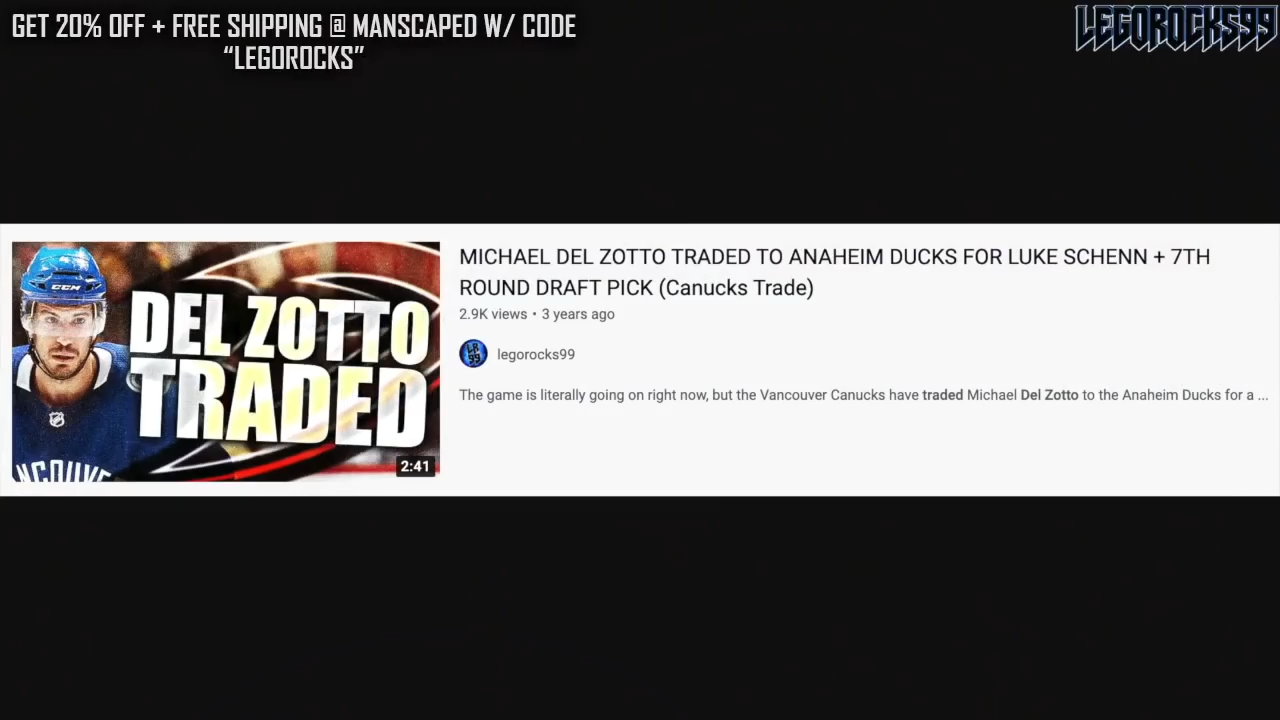 GET 20% OFF + FREE SHIPPING @ MANSCAPED W/ CODE
“LEGOROCKS”
LEGOROCKS99
MICHAEL DEL ZOTTO TRADED TO ANAHEIM DUCKS FOR LUKE SCHENN + 7TH
ROUND DRAFT PICK (Canucks Trade)
2.9K views • 3 years ago
legorocks99
The game is literally going on right now, but the Vancouver Canucks have traded Michael Del Zotto to the Anaheim Ducks for a ...
CCM
DEL ZOTTO
TRADED
NCOUVE
2:41